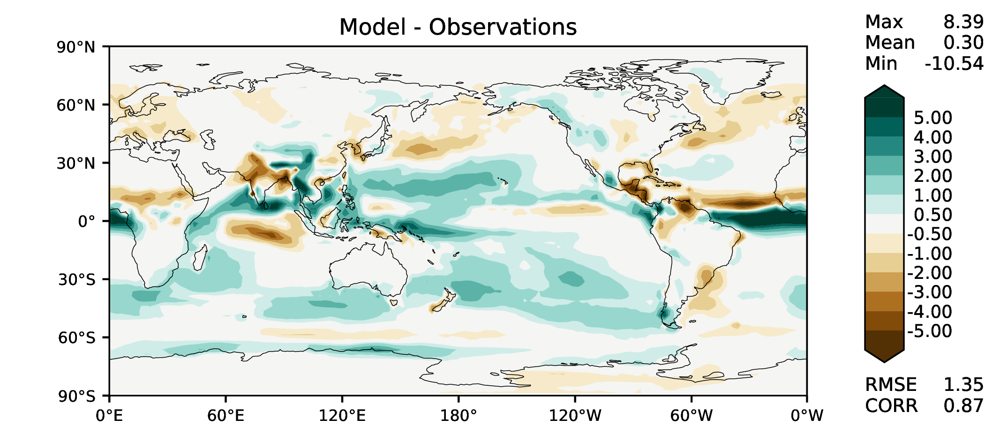 Model - Observations
Max 8.39
Mean 0.30
Min -10.54
90°N
60°N
30°N
0°
30°S
60°S
90°S
0°E 60°E 120°E 180° 120°W 60°W 0°W
5.00
4.00
3.00
2.00
1.00
0.50
-0.50
-1.00
-2.00
-3.00
-4.00
-5.00
RMSE 1.35
CORR 0.87